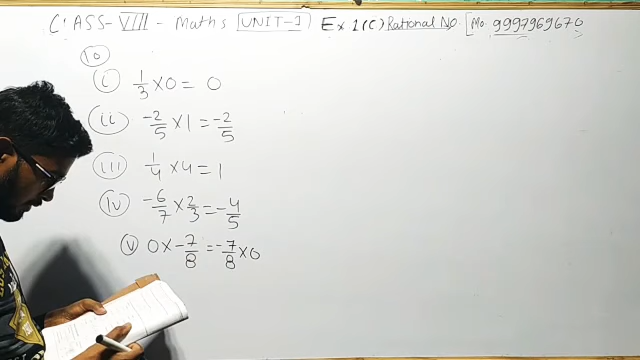 CLASS-VIII - Maths UNIT-1 Ex 1(C) Rational No. Mo. 9997969670
10
(i) 1/3 × 0 = 0
(ii) -2/5 × 1 = -2/5
(iii) 1/4 × 4 = 1
(iv) -6/7 × 2/3 = -4/5
(v) 0 × -7/8 = -7/8 × 0